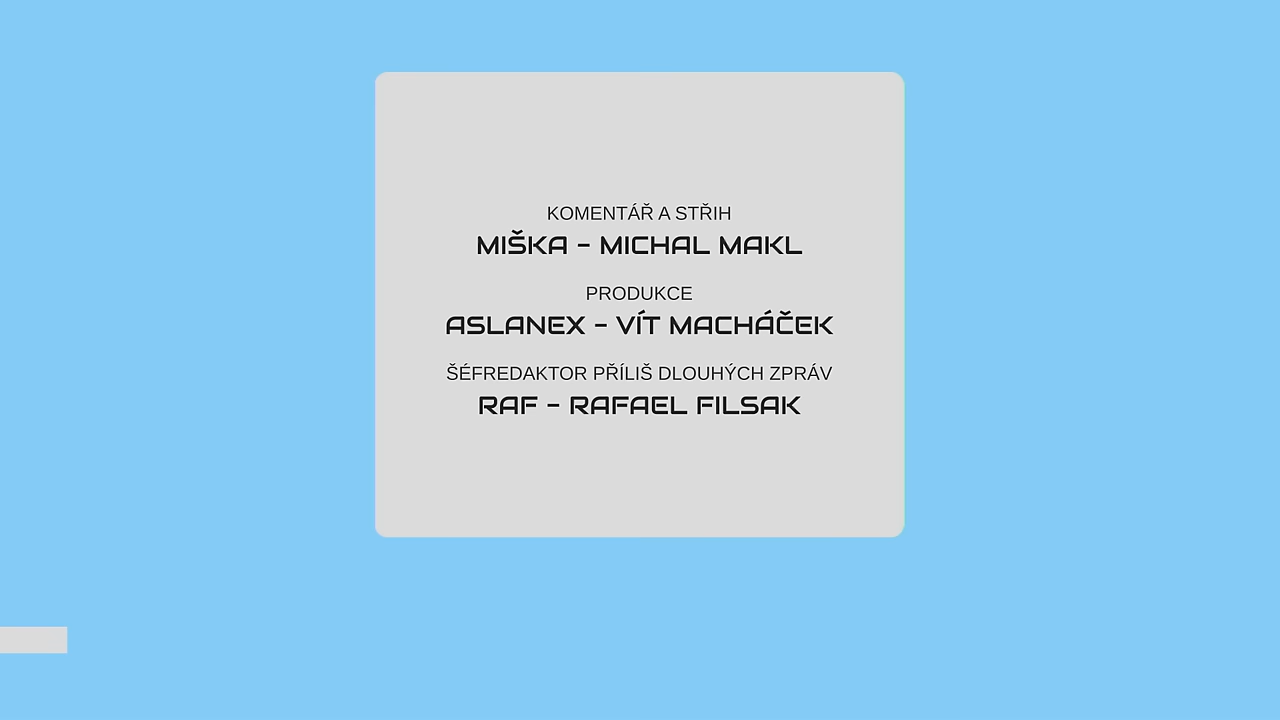 KOMENTÁŘ A STŘIH
MIŠKA - MICHAL MAKL
PRODUKCE
ASLANEX - VÍT MACHÁČEK
ŠÉFREDAKTOR PŘÍLIŠ DLOUHÝCH ZPRÁV
RAF - RAFAEL FILSAK